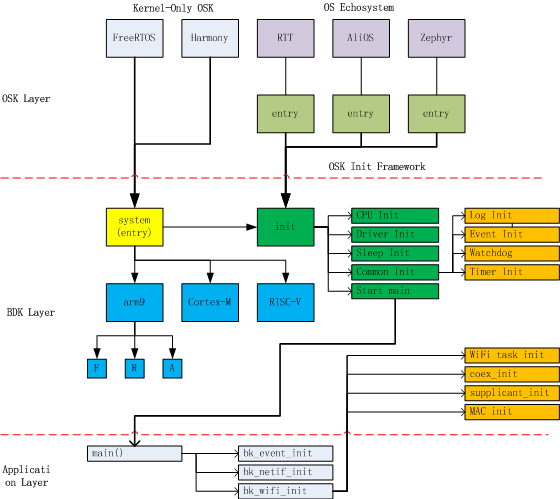 Kernel-Only OSK
OS Echosystem
FreeRTOS
Harmony
RTT
AliOS
Zephyr
OSK Layer
entry
entry
entry
OSK Init Framework
system
(entry)
init
CPU Init
Driver Init
Sleep Init
Common Init
Start main
Log Init
Event Init
Watchdog
Timer Init
BDK Layer
arm9
Cortex-M
RISC-V
F
R
A
WiFi task init
coex_init
supplicant_init
MAC init
Applicati
on Layer
main()
bk_event_init
bk_netif_init
bk_wifi_init